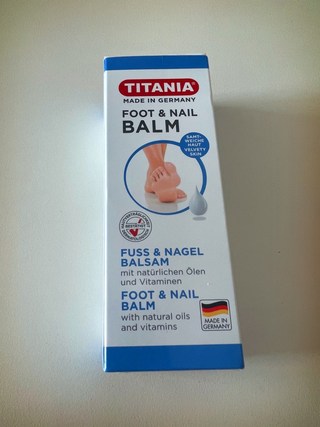 TITANIA®
MADE IN GERMANY
FOOT & NAIL
BALM
SAMT-
WEICHE
HAUT
VELVETY
SKIN
BESTÄTIGT
FUSS & NAGEL
BALSAM
mit natürlichen Ölen
und Vitaminen
FOOT & NAIL
BALM
with natural oils
and vitamins
MADE IN
GERMANY